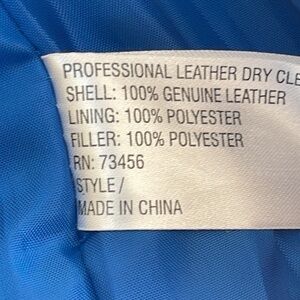 PROFESSIONAL LEATHER DRY CLE
SHELL: 100% GENUINE LEATHER
LINING: 100% POLYESTER
FILLER: 100% POLYESTER
RN: 73456
STYLE /
MADE IN CHINA